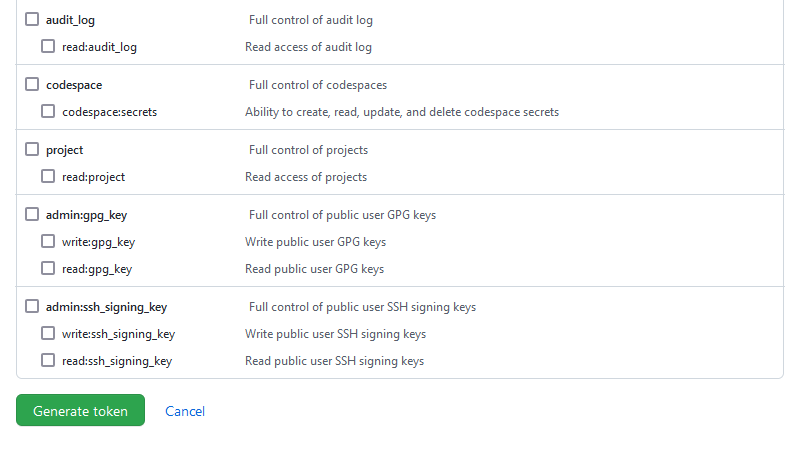 audit_log Full control of audit log
read:audit_log Read access of audit log
codespace Full control of codespaces
codespace:secrets Ability to create, read, update, and delete codespace secrets
project Full control of projects
read:project Read access of projects
admin:gpg_key Full control of public user GPG keys
write:gpg_key Write public user GPG keys
read:gpg_key Read public user GPG keys
admin:ssh_signing_key Full control of public user SSH signing keys
write:ssh_signing_key Write public user SSH signing keys
read:ssh_signing_key Read public user SSH signing keys
Generate token Cancel